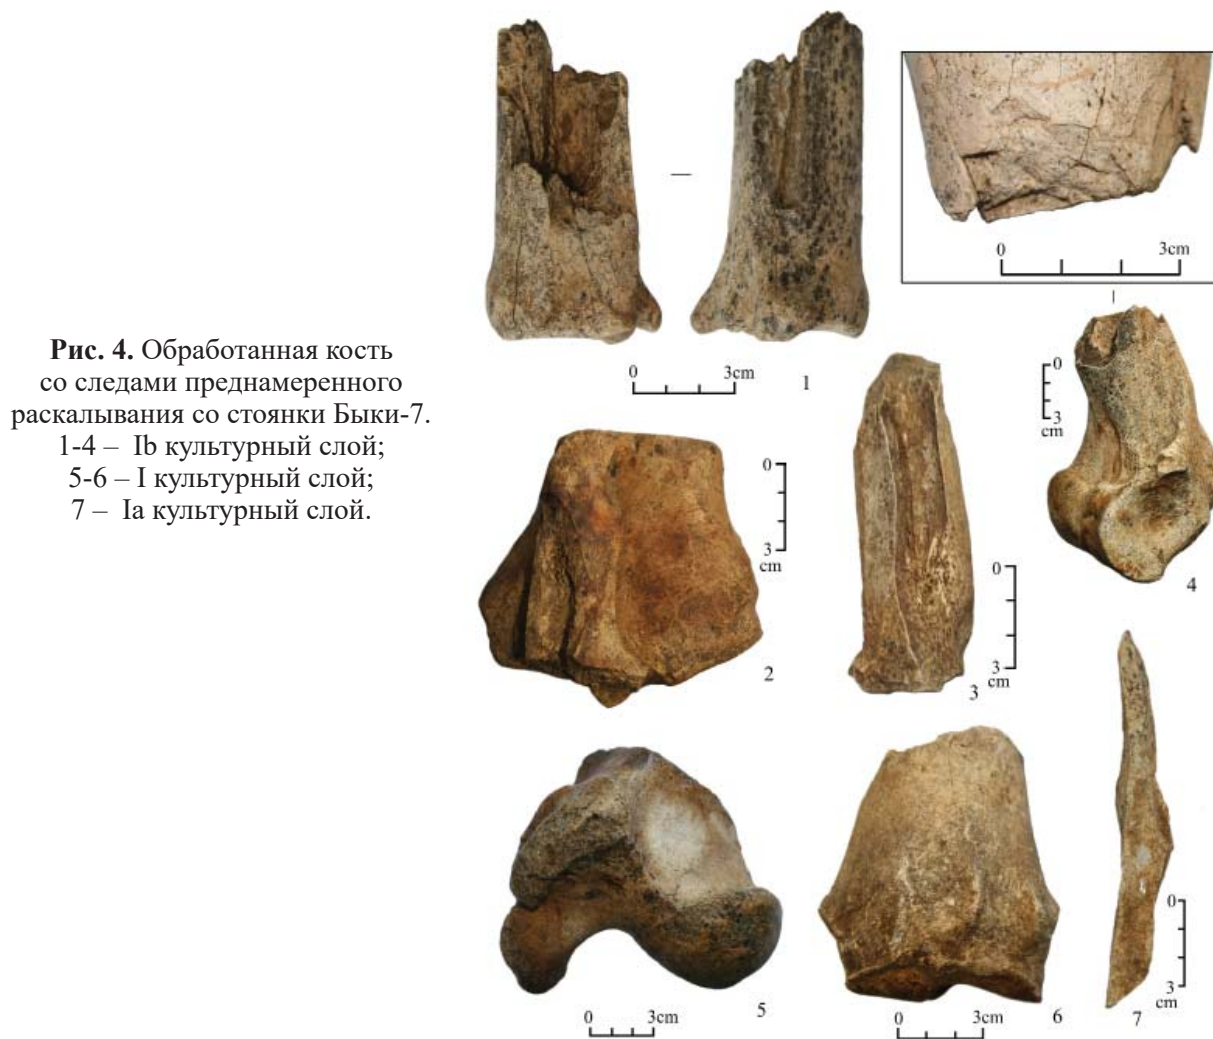 Рис. 4. Обработанная кость
со следами преднамеренного
раскалывания со стоянки Быки-7.
1-4 – Ib культурный слой;
5-6 – I культурный слой;
7 – Ia культурный слой.
0 3cm
1
0 3cm
0
3
cm
2
0
3
cm
3
0
3
cm
4
0 3cm
5
0 3cm
6
0
3
cm
7